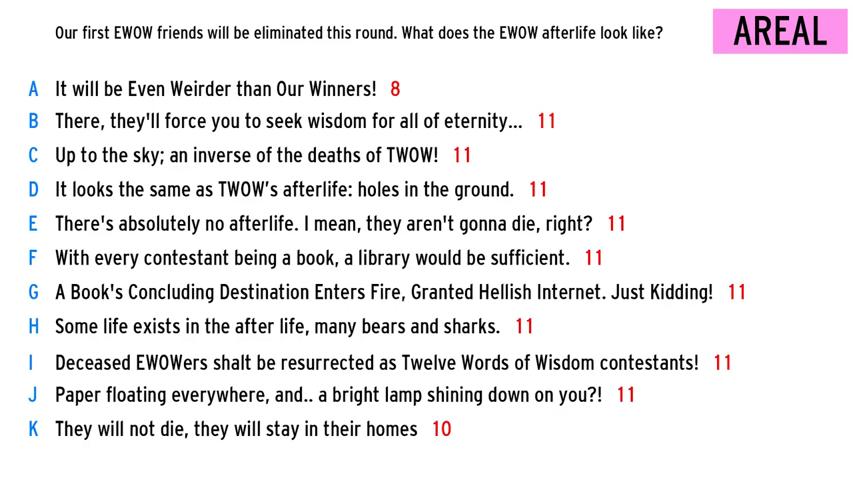 Our first EWOW friends will be eliminated this round. What does the EWOW afterlife look like?
AREAL
A It will be Even Weirder than Our Winners! 8
B There, they'll force you to seek wisdom for all of eternity... 11
C Up to the sky; an inverse of the deaths of TWOW! 11
D It looks the same as TWOW’s afterlife: holes in the ground. 11
E There's absolutely no afterlife. I mean, they aren't gonna die, right? 11
F With every contestant being a book, a library would be sufficient. 11
G A Book's Concluding Destination Enters Fire, Granted Hellish Internet. Just Kidding! 11
H Some life exists in the after life, many bears and sharks. 11
I Deceased EWOWers shalt be resurrected as Twelve Words of Wisdom contestants! 11
J Paper floating everywhere, and.. a bright lamp shining down on you?! 11
K They will not die, they will stay in their homes 10